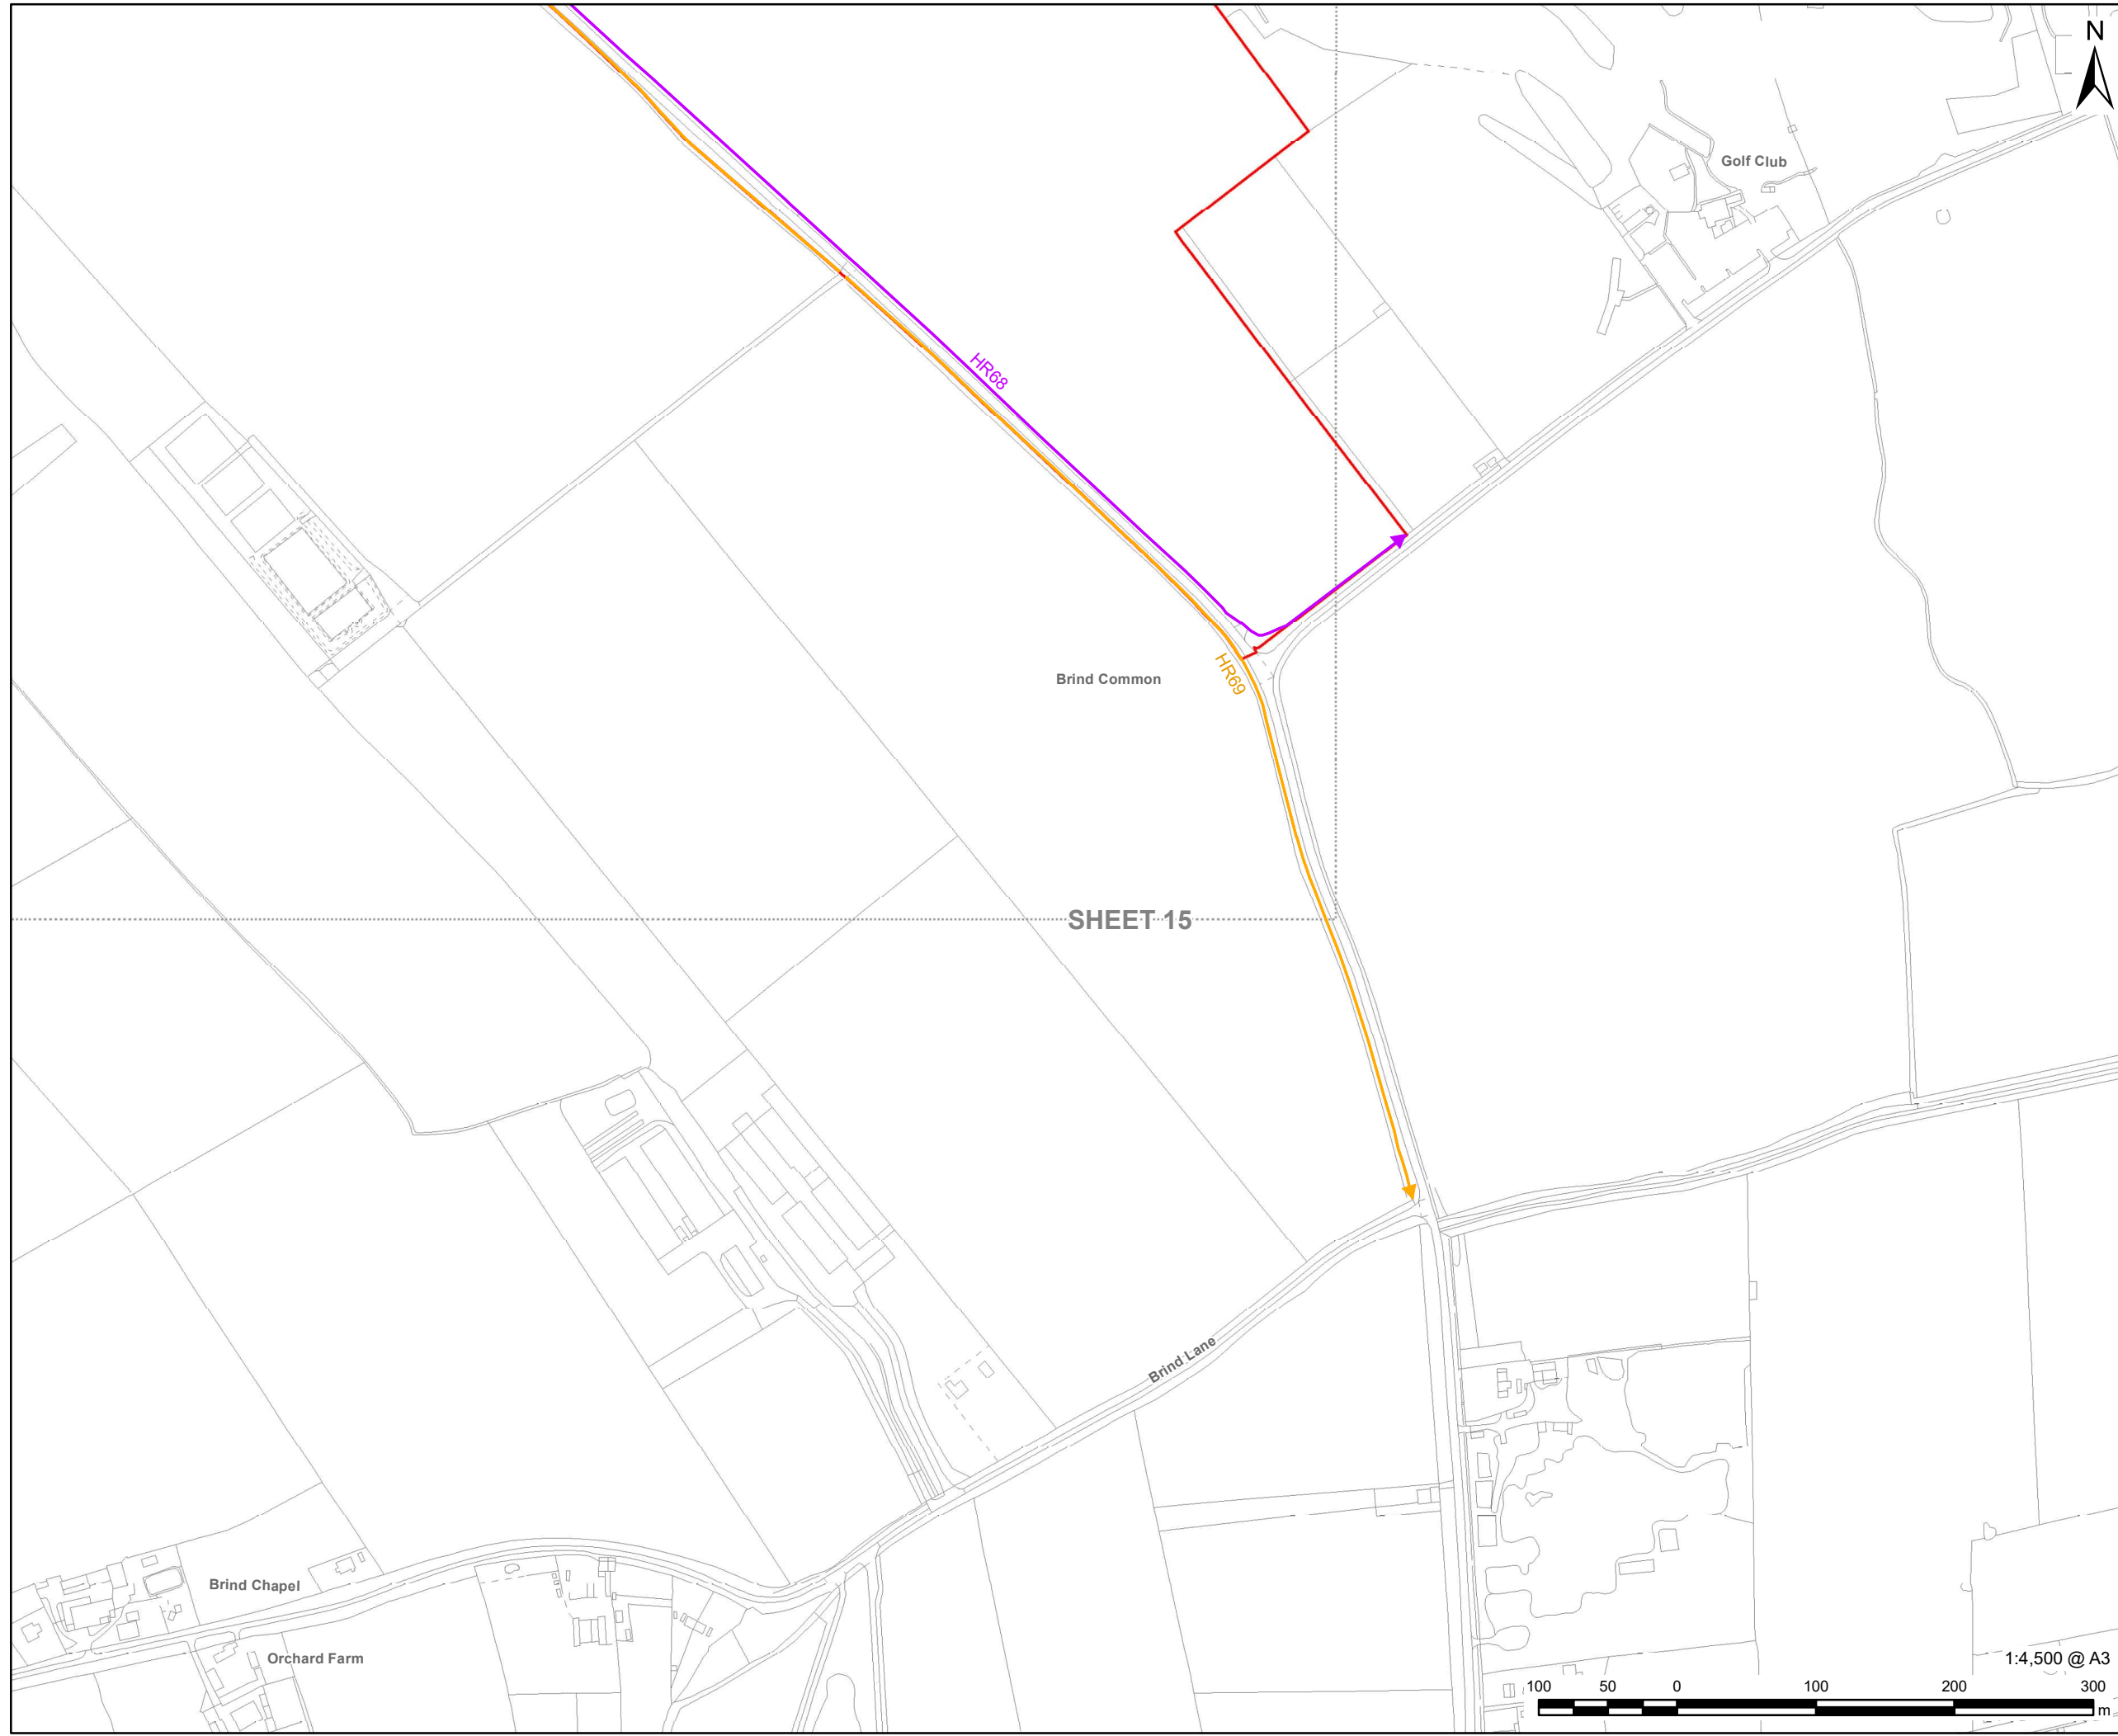 N
Golf Club
HR68
HR69
Brind Common
SHEET 15
Brind Lane
Brind Chapel
Orchard Farm
1:4,500 @ A3
100 50 0 100 200 300
m